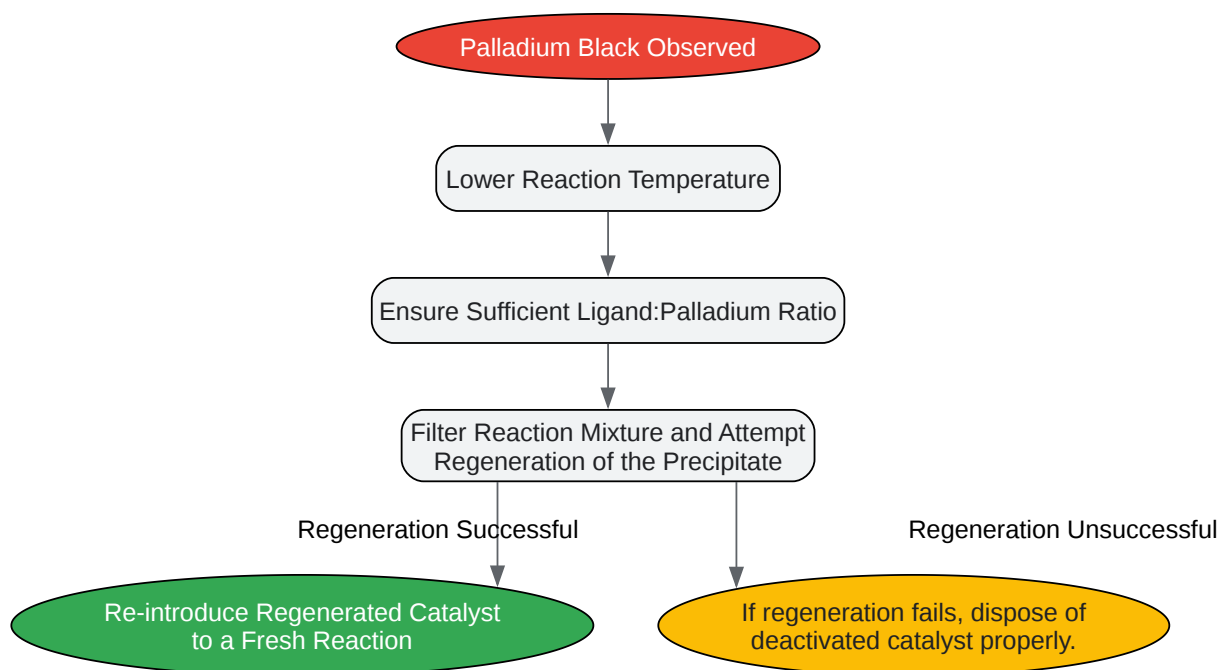 Palladium Black Observed
Lower Reaction Temperature
Ensure Sufficient Ligand:Palladium Ratio
Filter Reaction Mixture and Attempt
Regeneration of the Precipitate
Regeneration Successful
Regeneration Unsuccessful
Re-introduce Regenerated Catalyst
to a Fresh Reaction
If regeneration fails, dispose of
deactivated catalyst properly.